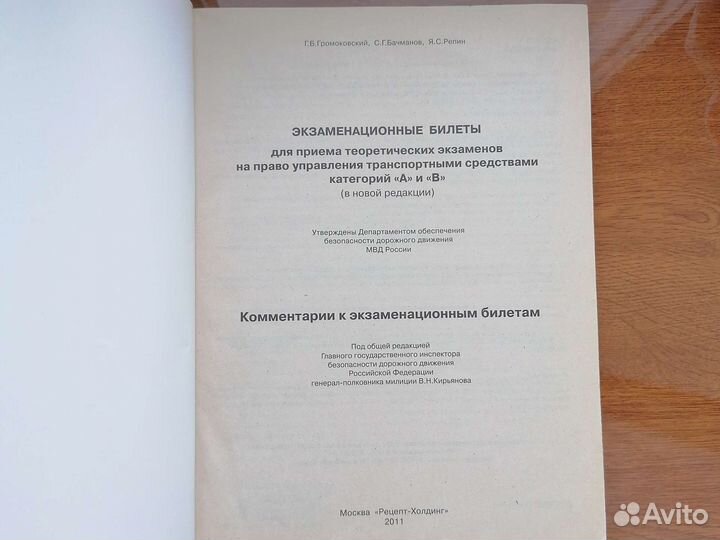 Г.Б.Громоковский, С.Г.Бачманов, Я.С.Репин
ЭКЗАМЕНАЦИОННЫЕ БИЛЕТЫ
для приема теоретических экзаменов
на право управления транспортными средствами
категорий «А» и «В»
(в новой редакции)
Утверждены Департаментом обеспечения
безопасности дорожного движения
МВД России
Комментарии к экзаменационным билетам
Под общей редакцией
Главного государственного инспектора
безопасности дорожного движения
Российской Федерации
генерал-полковника милиции В.Н.Кирьянова
Москва «Рецепт-Холдинг»
2011
Avito